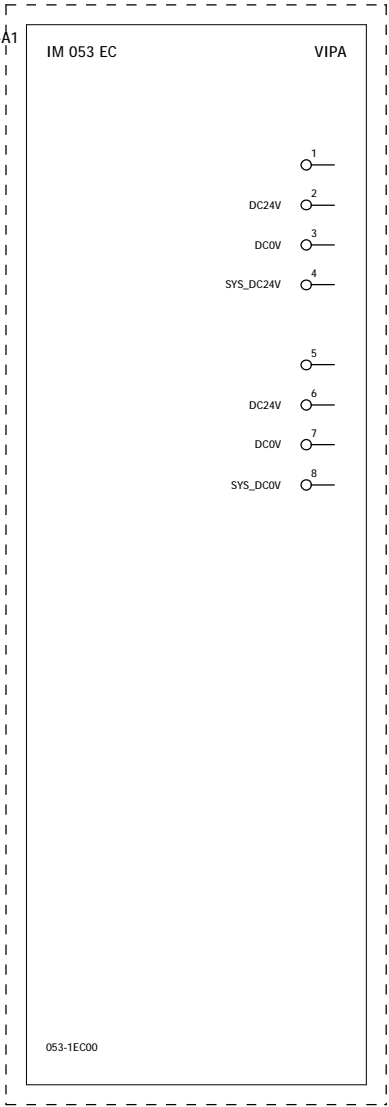 A1
IM 053 EC VIPA
1
DC24V 2
DC0V 3
SYS_DC24V 4
5
DC24V 6
DC0V 7
SYS_DC0V 8
053-1EC00